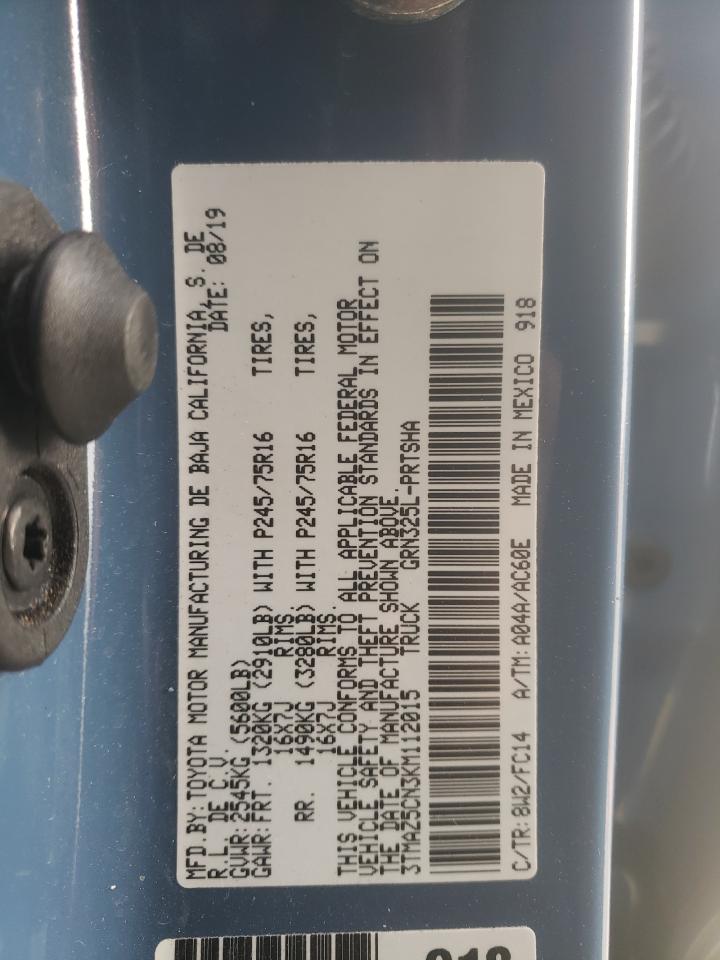 MFD.BY:TOYOTA MOTOR MANUFACTURING DE BAJA CALIFORNIA, S. DE
R.L. DE C.V. DATE: 08/19
GVWR:2545KG (5600LB)
GAWR:FRT. 1320KG (2910LB) WITH P245/75R16 TIRES,
16X7J RIMS
RR. 1490KG (3280LB) WITH P245/75R16 TIRES,
16X7J RIMS.
THIS VEHICLE CONFORMS TO ALL APPLICABLE FEDERAL MOTOR
VEHICLE SAFETY AND THEFT PREVENTION STANDARDS IN EFFECT ON
THE DATE OF MANUFACTURE SHOWN ABOVE.
3TMAZ5CN3KM112015 TRUCK GRN325L-PRTSHA
C/TR:8W2/FC14 A/TM:A04A/AC60E MADE IN MEXICO 918